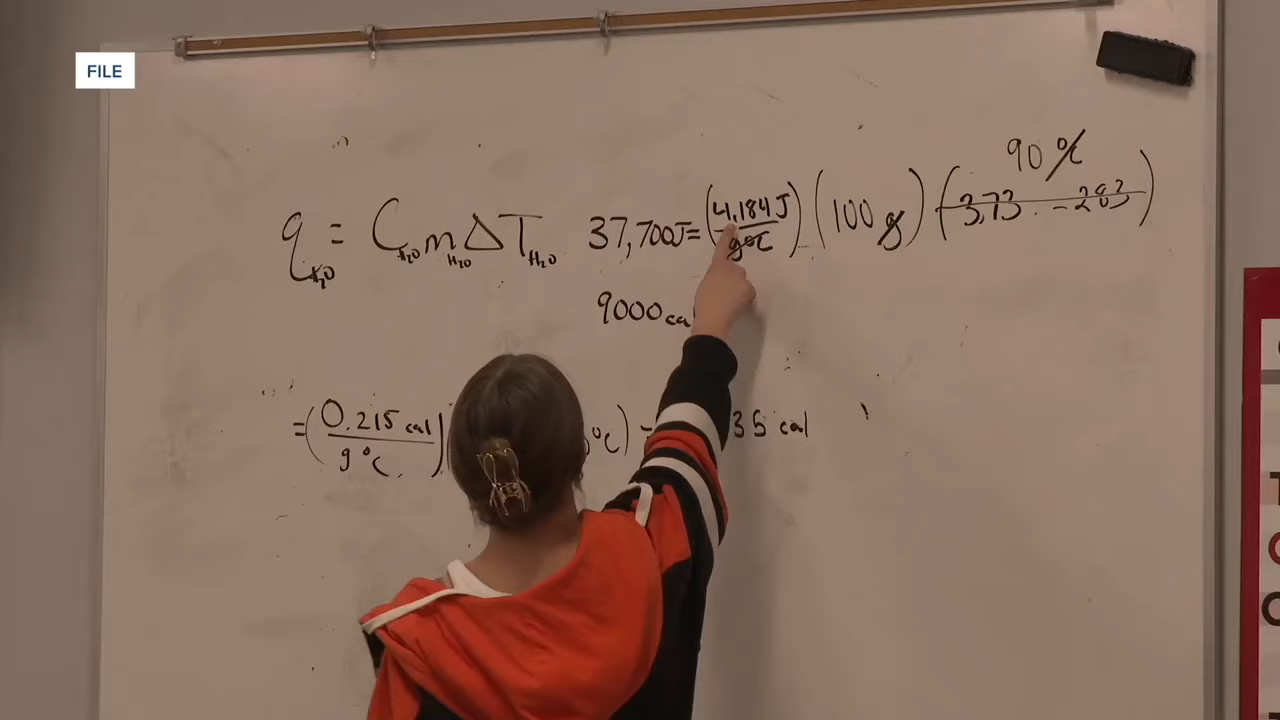 FILE
90 °C
q H₂O = C H₂O m H₂O ΔT H₂O 37,700J = (4.184J / g°C) (100 g) (373 - 283)
9000 cal
= (0.215 cal / g °C) ( °C) 35 cal